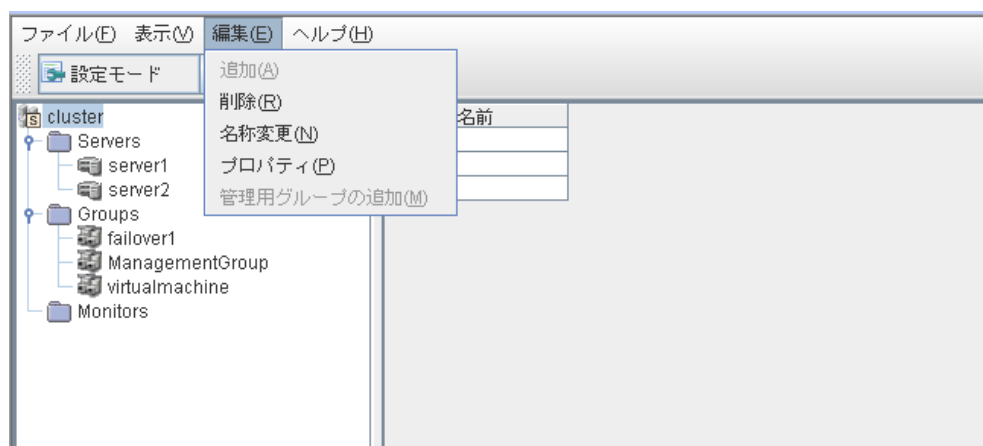 ファイル(F) 表示(V) 編集(E) ヘルプ(H)
設定モード
追加(A)
削除(R)
名称変更(N)
プロパティ(P)
管理用グループの追加(M)
名前
cluster
Servers
server1
server2
Groups
failover1
ManagementGroup
virtualmachine
Monitors